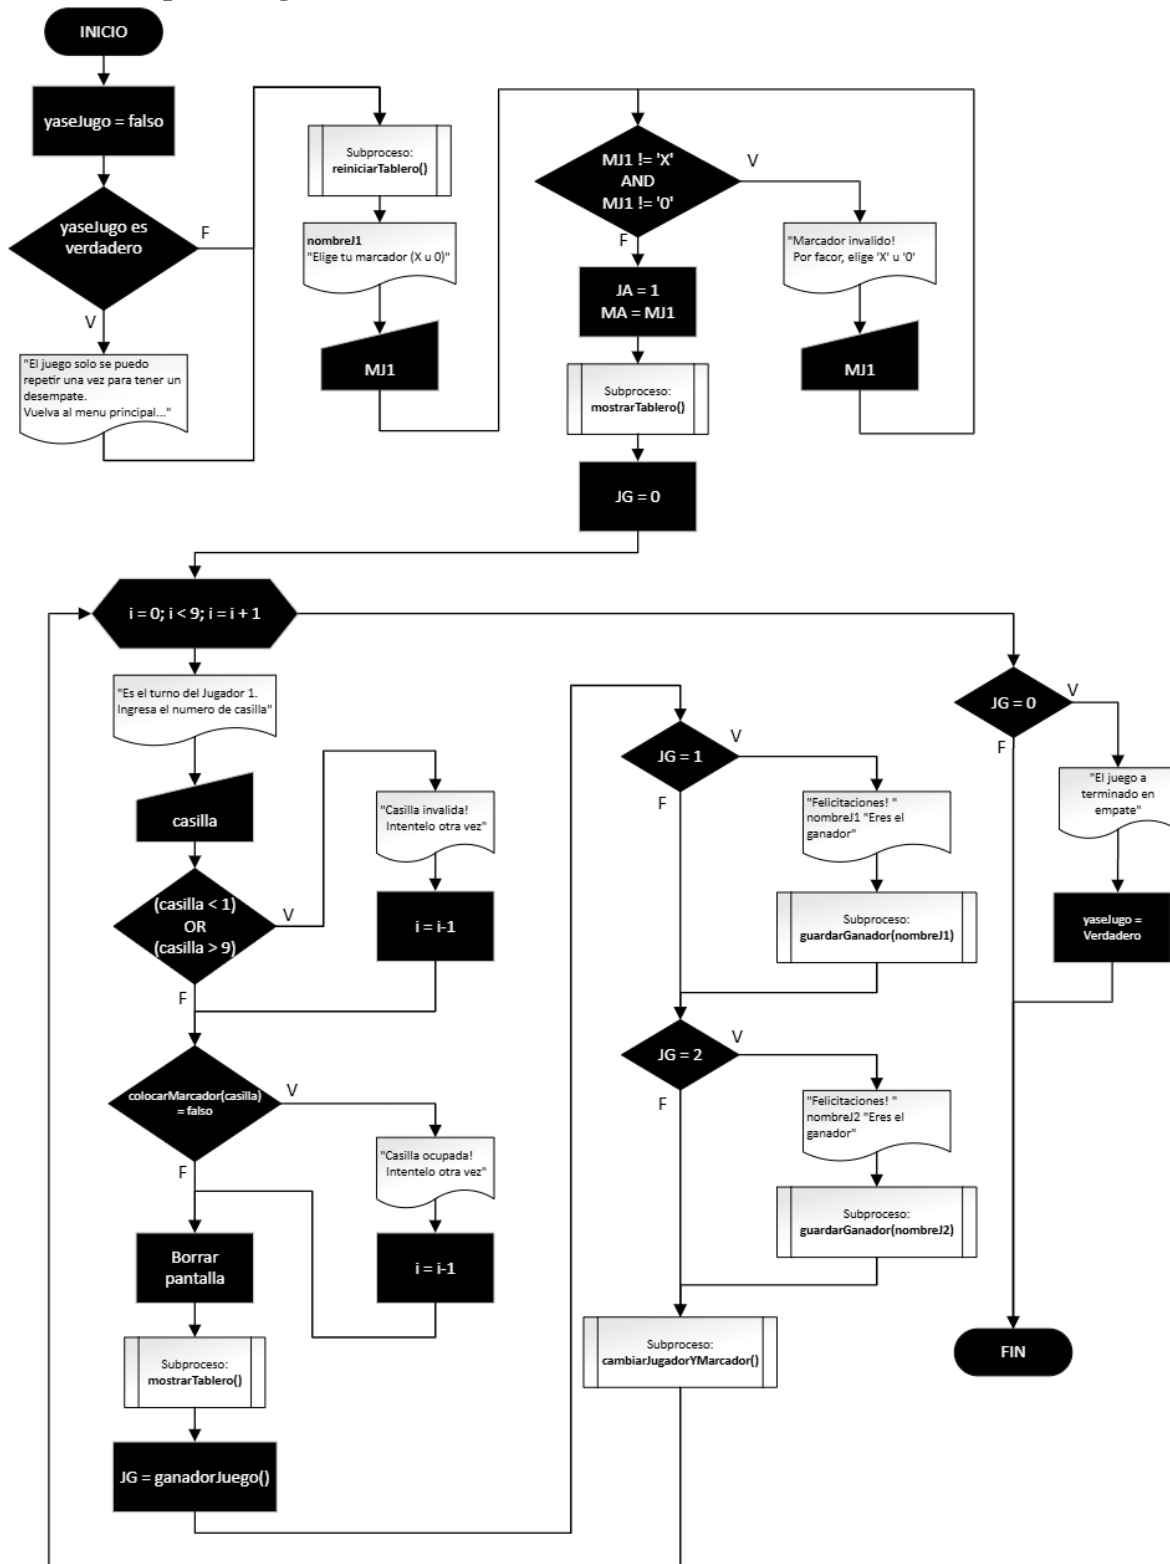 INICIO
yaseJugo = falso
yaseJugo es
verdadero
F
V
"El juego solo se puedo
repetir una vez para tener un
desempate.
Vuelva al menu principal..."
Subproceso:
reiniciarTablero()
nombreJ1
"Elige tu marcador (X u 0)"
MJ1
MJ1 != 'X'
AND
MJ1 != '0'
V
F
"Marcador invalido!
Por facor, elige 'X' u '0'
MJ1
JA = 1
MA = MJ1
Subproceso:
mostrarTablero()
JG = 0
i = 0; i < 9; i = i + 1
"Es el turno del Jugador 1.
Ingresa el numero de casilla"
casilla
(casilla < 1)
OR
(casilla > 9)
V
F
"Casilla invalida!
Intentelo otra vez"
i = i-1
colocarMarcador(casilla)
= falso
V
F
"Casilla ocupada!
Intentelo otra vez"
i = i-1
Borrar
pantalla
Subproceso:
mostrarTablero()
JG = ganadorJuego()
JG = 1
V
F
"Felicitaciones! "
nombreJ1 "Eres el
ganador"
Subproceso:
guardarGanador(nombreJ1)
JG = 2
V
F
"Felicitaciones! "
nombreJ2 "Eres el
ganador"
Subproceso:
guardarGanador(nombreJ2)
Subproceso:
cambiarJugadorYMarcador()
JG = 0
V
F
"El juego a
terminado en
empate"
yaseJugo =
Verdadero
FIN